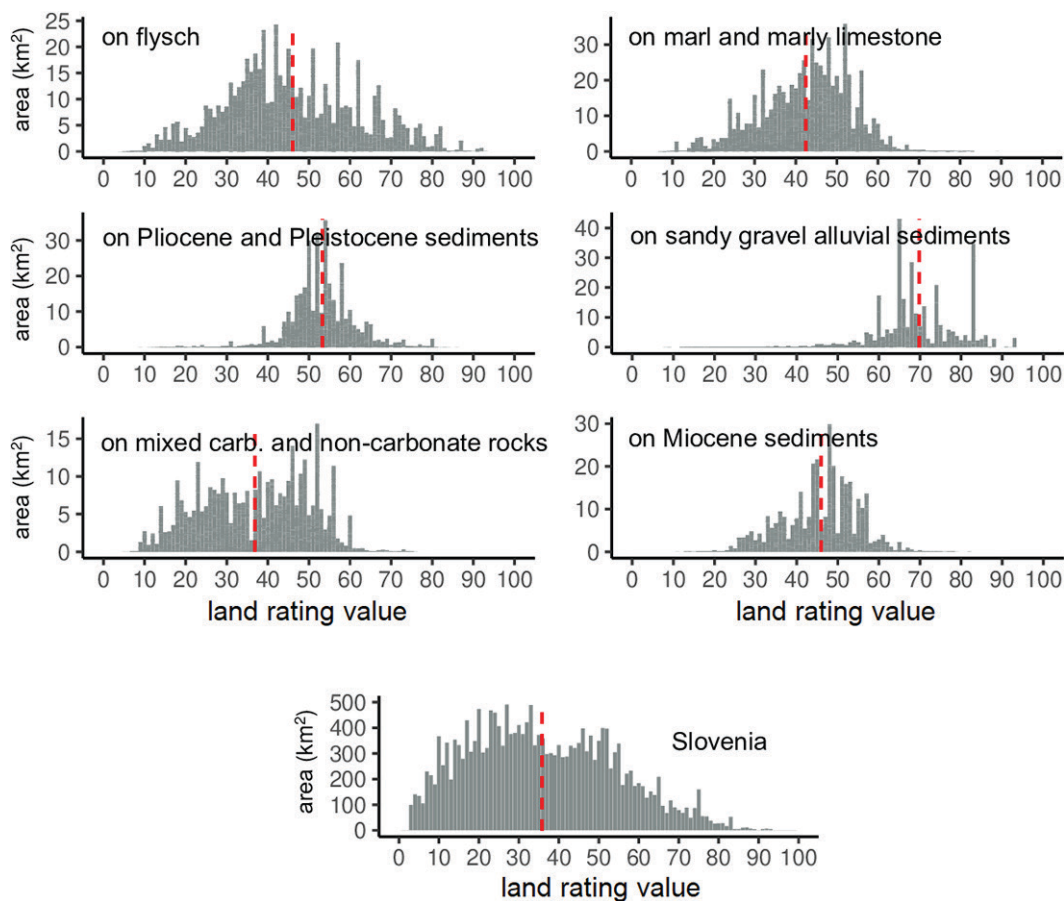 on flysch
area (km²)
25
20
15
10
5
0
0 10 20 30 40 50 60 70 80 90 100
on marl and marly limestone
30
20
10
0
0 10 20 30 40 50 60 70 80 90 100
on Pliocene and Pleistocene sediments
area (km²)
30
20
10
0
0 10 20 30 40 50 60 70 80 90 100
on sandy gravel alluvial sediments
40
30
20
10
0
0 10 20 30 40 50 60 70 80 90 100
on mixed carb. and non-carbonate rocks
area (km²)
15
10
5
0
0 10 20 30 40 50 60 70 80 90 100
land rating value
on Miocene sediments
30
20
10
0
0 10 20 30 40 50 60 70 80 90 100
land rating value
Slovenia
area (km²)
500
400
300
200
100
0
0 10 20 30 40 50 60 70 80 90 100
land rating value